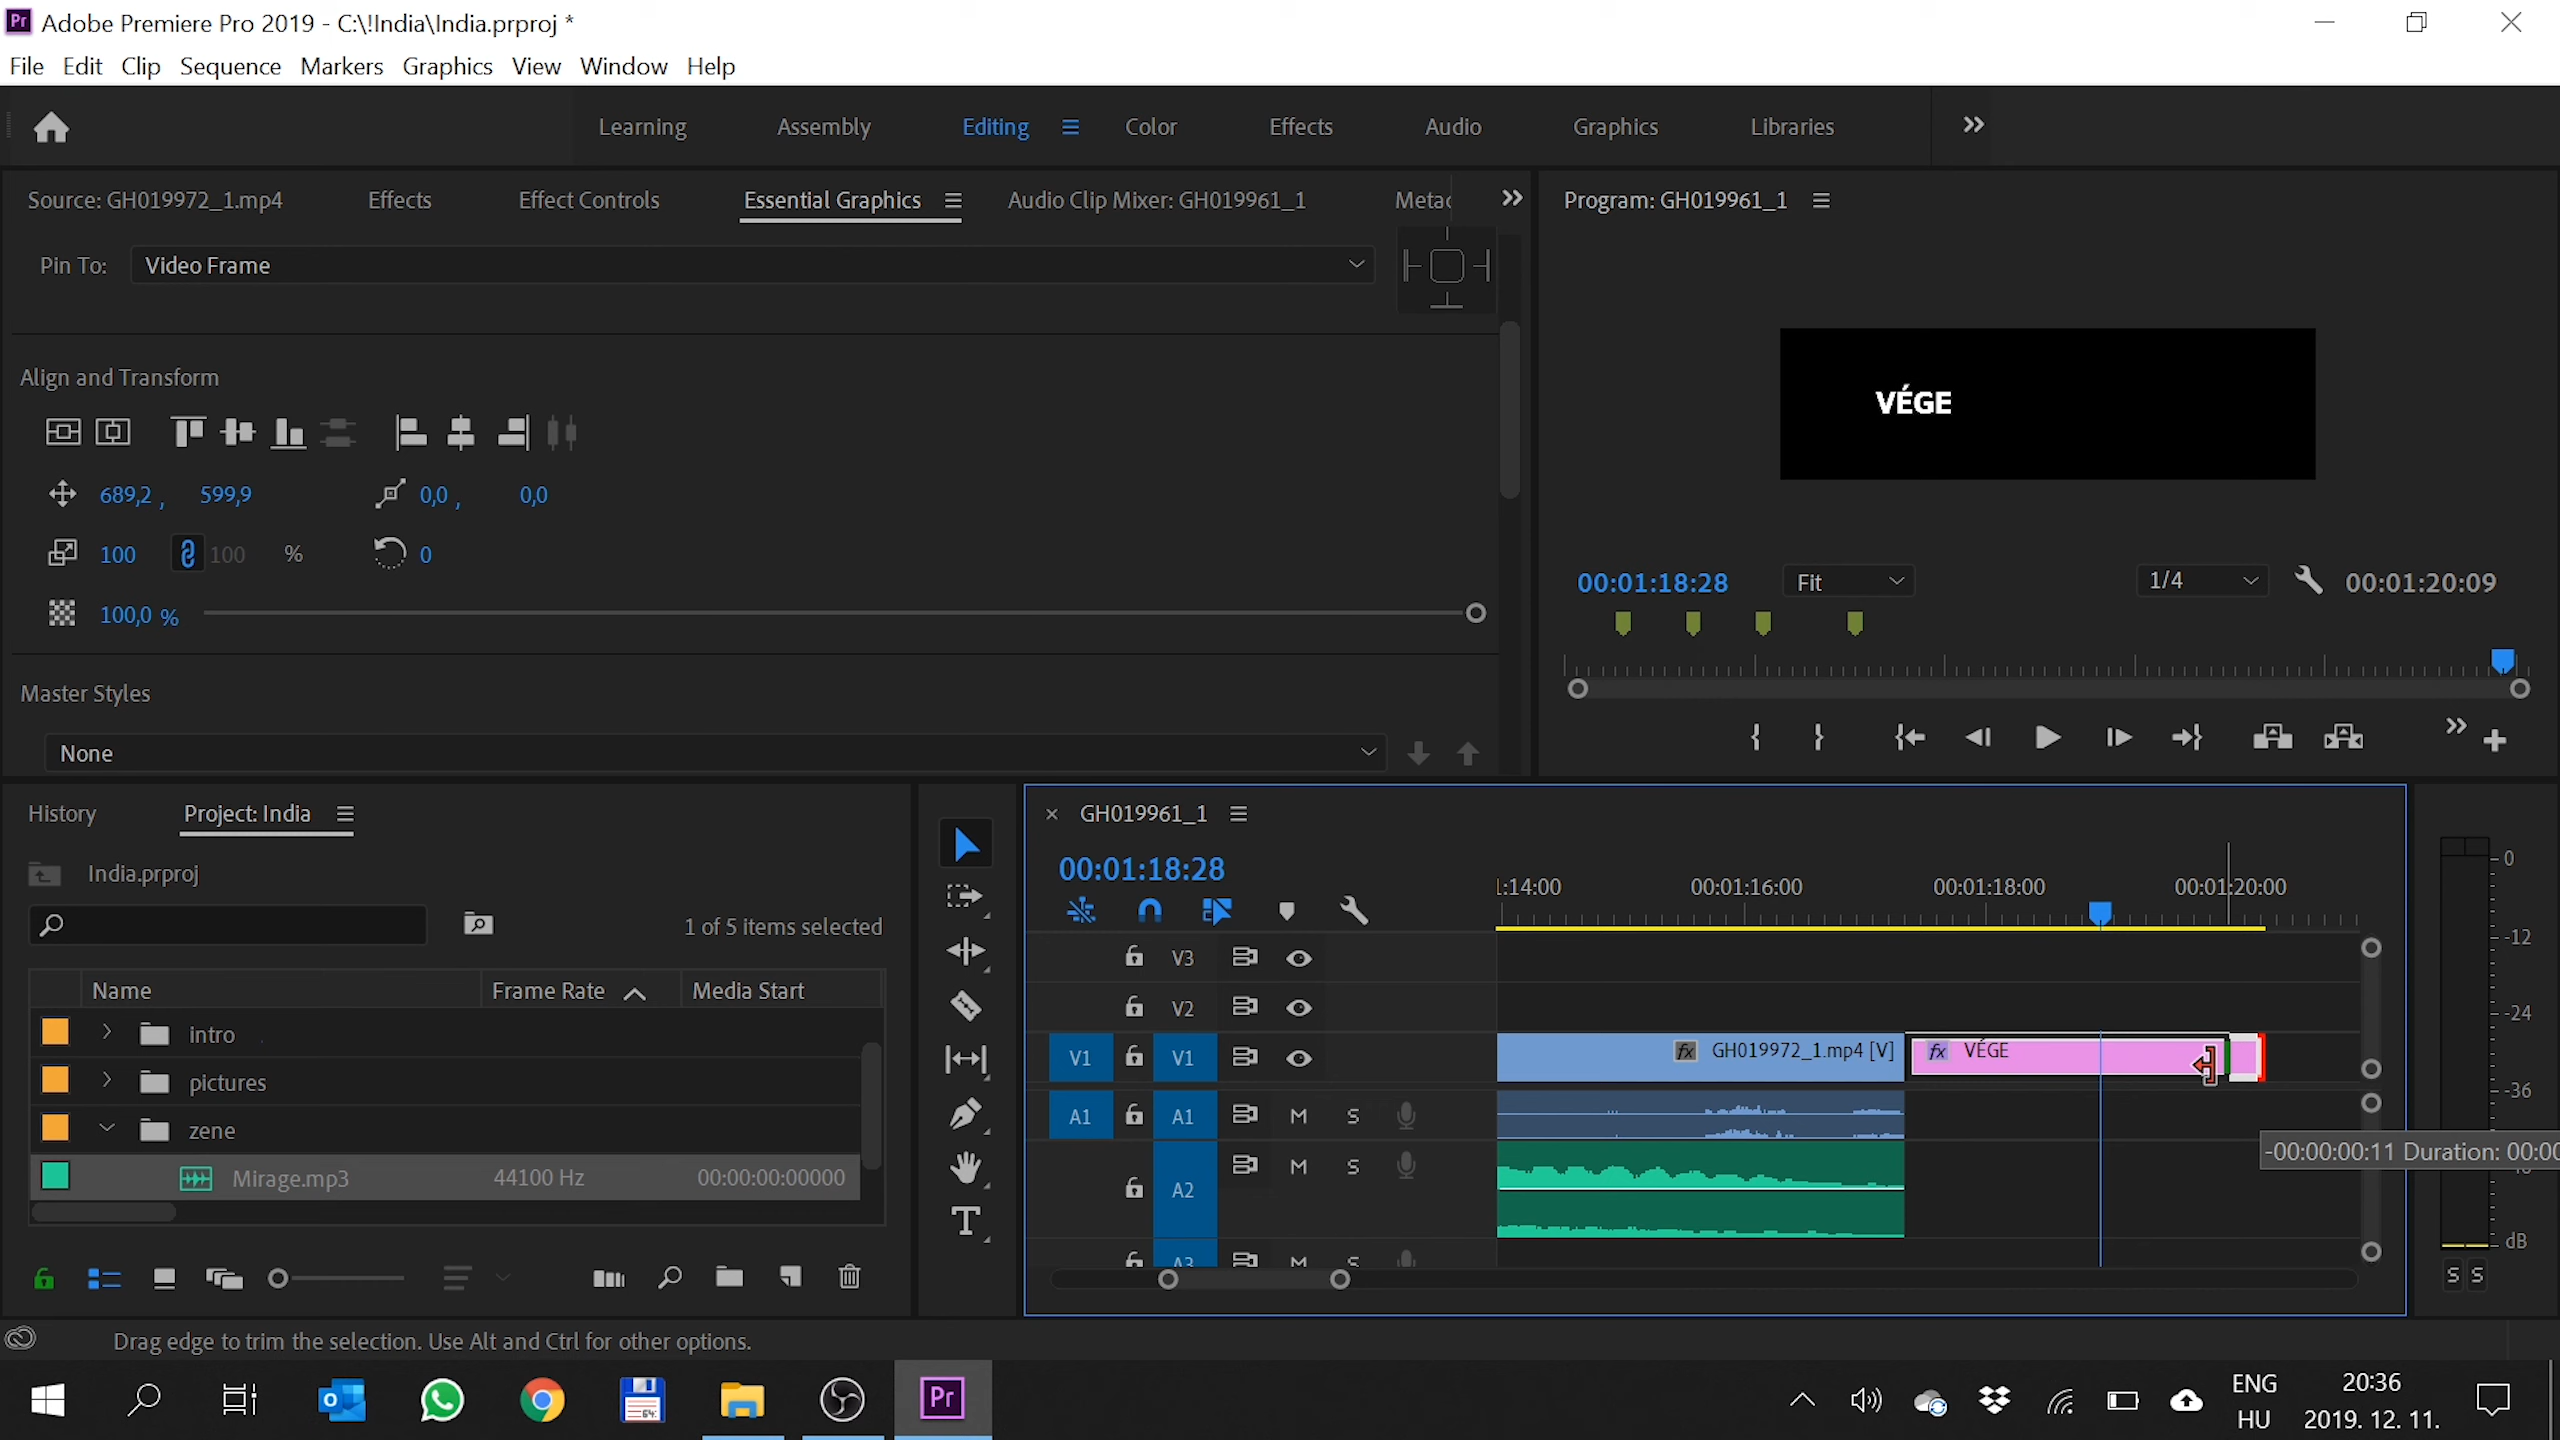 Pr Adobe Premiere Pro 2019 - C:\!India\India.prproj *
File Edit Clip Sequence Markers Graphics View Window Help
Learning Assembly Editing Color Effects Audio Graphics Libraries
Source: GH019972_1.mp4 Effects Effect Controls Essential Graphics Audio Clip Mixer: GH019961_1
Program: GH019961_1
Pin To: Video Frame
Align and Transform
689,2 , 599,9 0,0 , 0,0
100 100 % 0
100,0 %
Master Styles
None
VÉGE
00:01:18:28 Fit 1/4 00:01:20:09
History Project: India
India.prproj
1 of 5 items selected
Name Frame Rate Media Start
intro
pictures
zene
Mirage.mp3 44100 Hz 00:00:00:00000
GH019961_1
00:01:18:28
1:14:00 00:01:16:00 00:01:18:00 00:01:20:00
V3
V2
V1 V1 fx GH019972_1.mp4 [V] fx VÉGE
A1 A1 M S
A2 M S
A3 M S
-00:00:00:11 Duration: 00:00
0
-12
-24
-36
dB
S S
Drag edge to trim the selection. Use Alt and Ctrl for other options.
64
Pr
ENG
HU
20:36
2019. 12. 11.